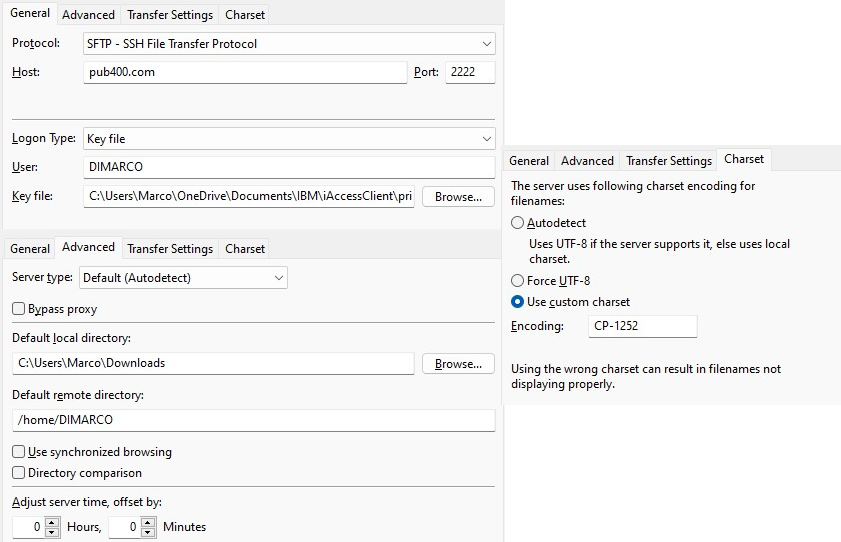 General Advanced Transfer Settings Charset
Protocol: SFTP - SSH File Transfer Protocol
Host: pub400.com Port: 2222
Logon Type: Key file
User: DIMARCO
Key file: C:\Users\Marco\OneDrive\Documents\IBM\iAccessClient\pri Browse...
General Advanced Transfer Settings Charset
Server type: Default (Autodetect)
Bypass proxy
Default local directory:
C:\Users\Marco\Downloads Browse...
Default remote directory:
/home/DIMARCO
Use synchronized browsing
Directory comparison
Adjust server time, offset by:
0 Hours, 0 Minutes
General Advanced Transfer Settings Charset
The server uses following charset encoding for
filenames:
Autodetect
Uses UTF-8 if the server supports it, else uses local
charset.
Force UTF-8
Use custom charset
Encoding: CP-1252
Using the wrong charset can result in filenames not
displaying properly.